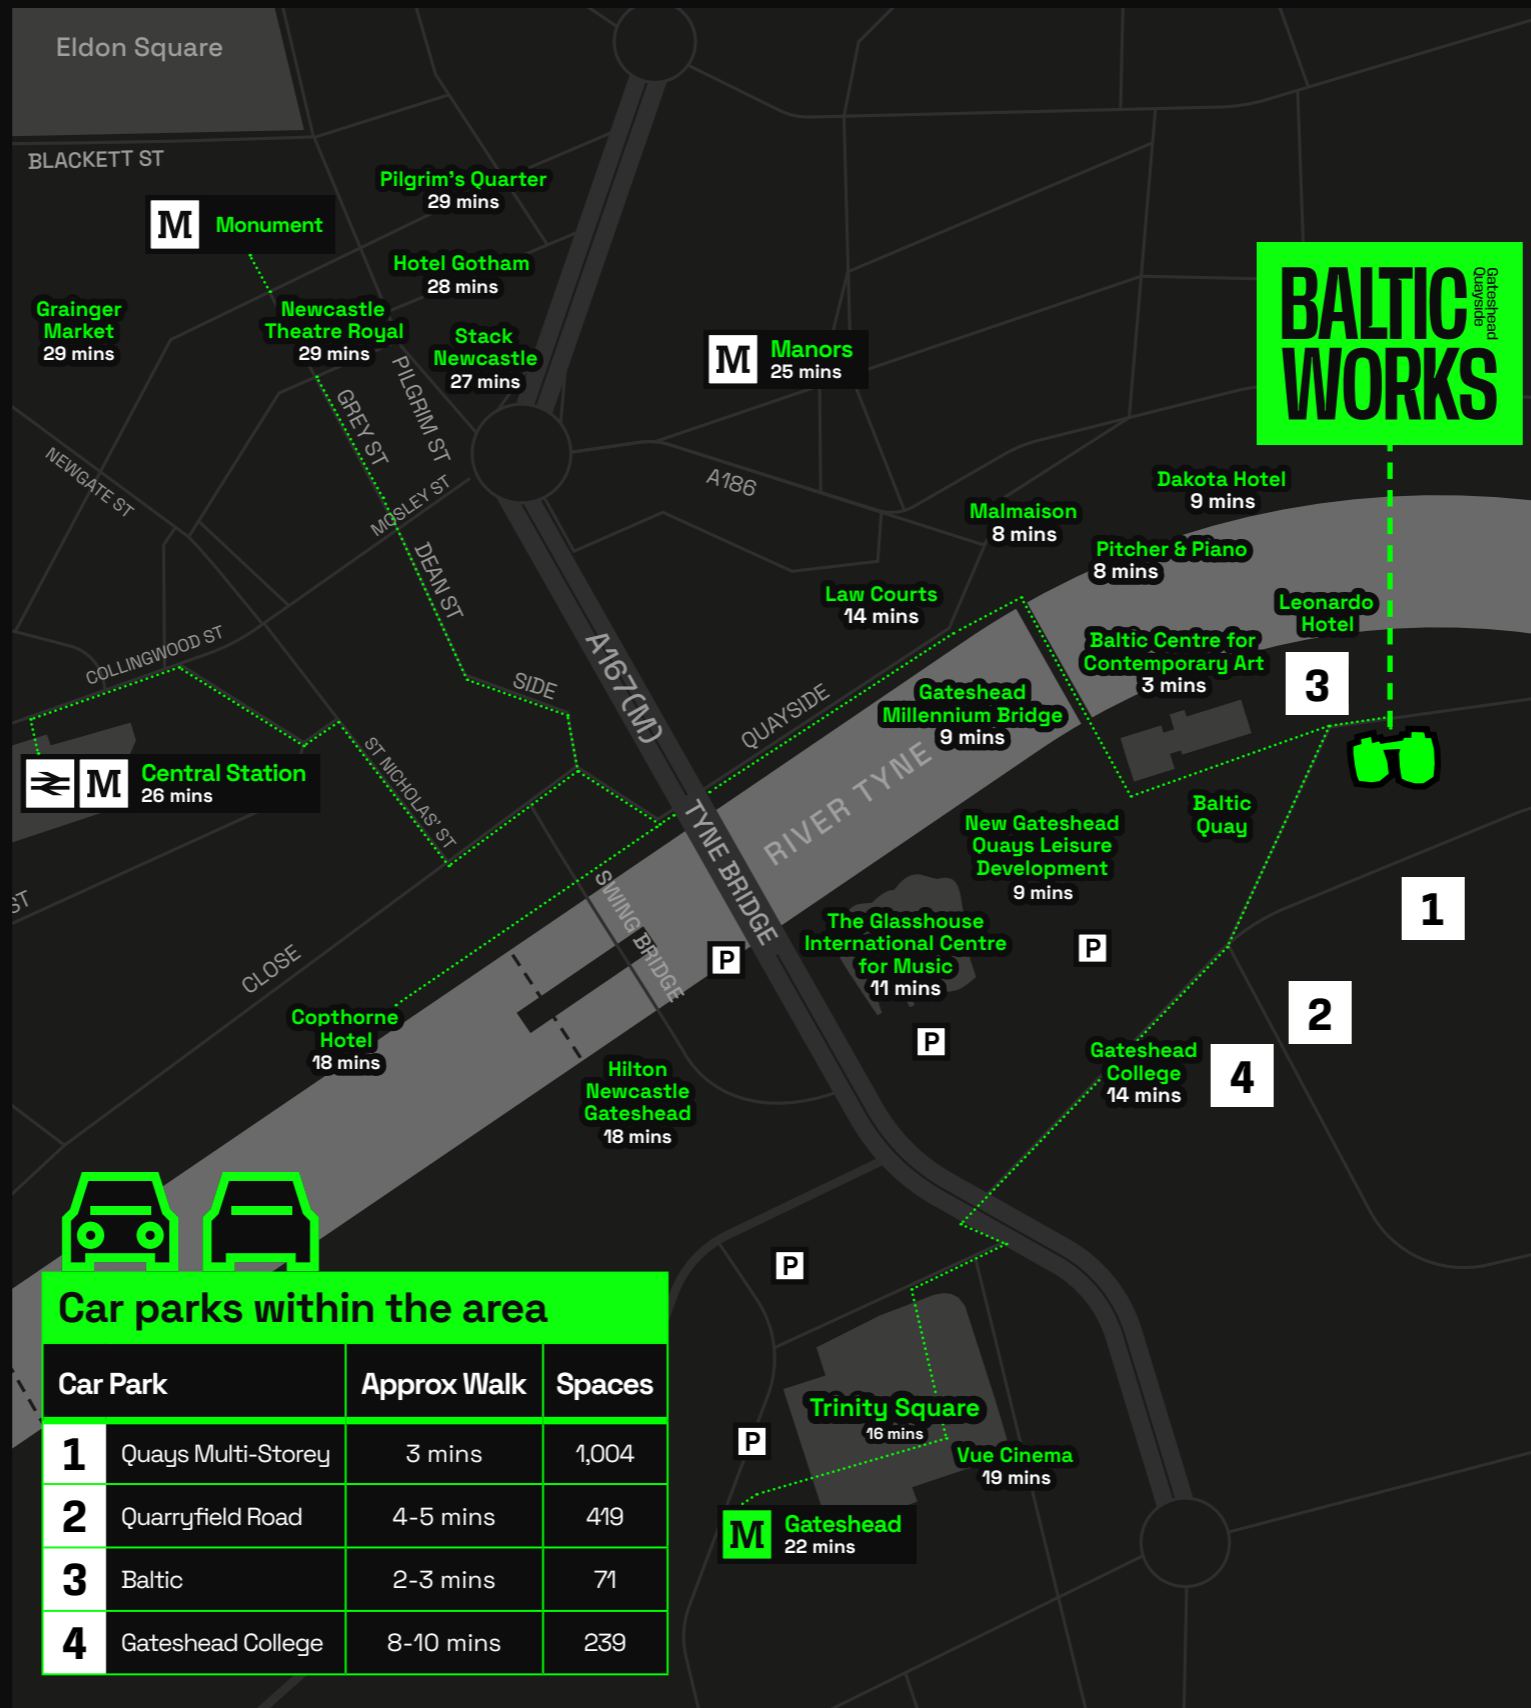 Eldon Square
BLACKETT ST
Pilgrim's Quarter
29 mins
M
Monument
Hotel Gotham
28 mins
Grainger
Market
29 mins
Newcastle
Theatre Royal
29 mins
Stack
Newcastle
27 mins
M
Manors
25 mins
BALTIC
WORKS
Gateshead
Quayside
PILGRIM ST
GREY ST
NEWGATE ST
MOSLEY ST
A186
Dakota Hotel
9 mins
Malmaison
8 mins
Pitcher & Piano
8 mins
DEAN ST
Law Courts
14 mins
Leonardo
Hotel
COLLINGWOOD ST
A167(M)
Baltic Centre for
Contemporary Art
3 mins
3
SIDE
QUAYSIDE
Gateshead
Millennium Bridge
9 mins
M
Central Station
26 mins
ST NICHOLAS' ST
RIVER TYNE
TYNE BRIDGE
Baltic
Quay
New Gateshead
Quays Leisure
Development
9 mins
ST
SWING BRIDGE
1
The Glasshouse
International Centre
for Music
11 mins
P
P
CLOSE
Copthorne
Hotel
18 mins
2
P
Gateshead
College
14 mins
4
Hilton
Newcastle
Gateshead
18 mins
P
Trinity Square
16 mins
P
Vue Cinema
19 mins
M
Gateshead
22 mins
Car parks within the area
Car Park Approx Walk Spaces
1 Quays Multi-Storey 3 mins 1,004
2 Quarryfield Road 4-5 mins 419
3 Baltic 2-3 mins 71
4 Gateshead College 8-10 mins 239